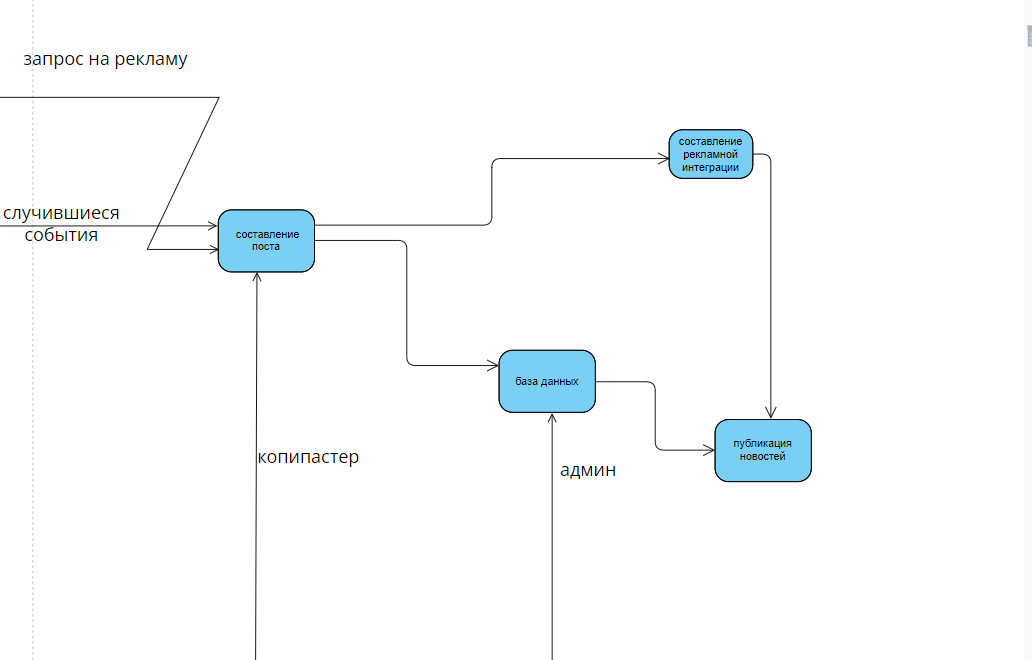 запрос на рекламу
составление
рекламной
интеграции
случившиеся
события
составление
поста
база данных
публикация
новостей
копипастер
админ